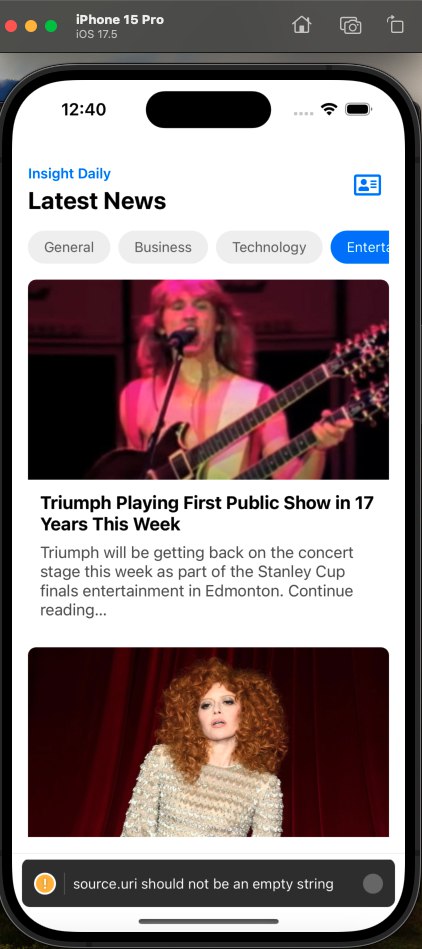 iPhone 15 Pro
iOS 17.5
12:40
Insight Daily
Latest News
General Business Technology Enterta
Triumph Playing First Public Show in 17
Years This Week
Triumph will be getting back on the concert
stage this week as part of the Stanley Cup
finals entertainment in Edmonton. Continue
reading...
! source.uri should not be an empty string